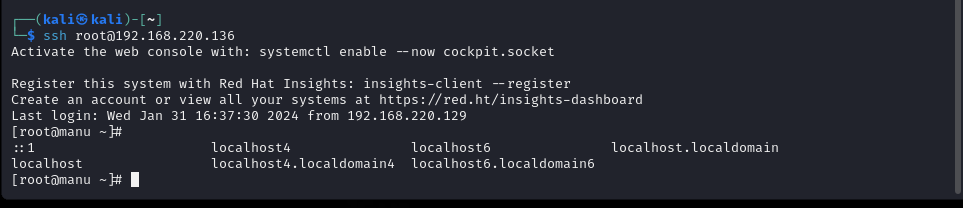 ┌──(kali㉿kali)-[~]
└─$ ssh root@192.168.220.136
Activate the web console with: systemctl enable --now cockpit.socket

Register this system with Red Hat Insights: insights-client --register
Create an account or view all your systems at https://red.ht/insights-dashboard
Last login: Wed Jan 31 16:37:30 2024 from 192.168.220.129
[root@manu ~]#
::1                      localhost4               localhost6               localhost.localdomain
localhost                localhost4.localdomain4  localhost6.localdomain6
[root@manu ~]#